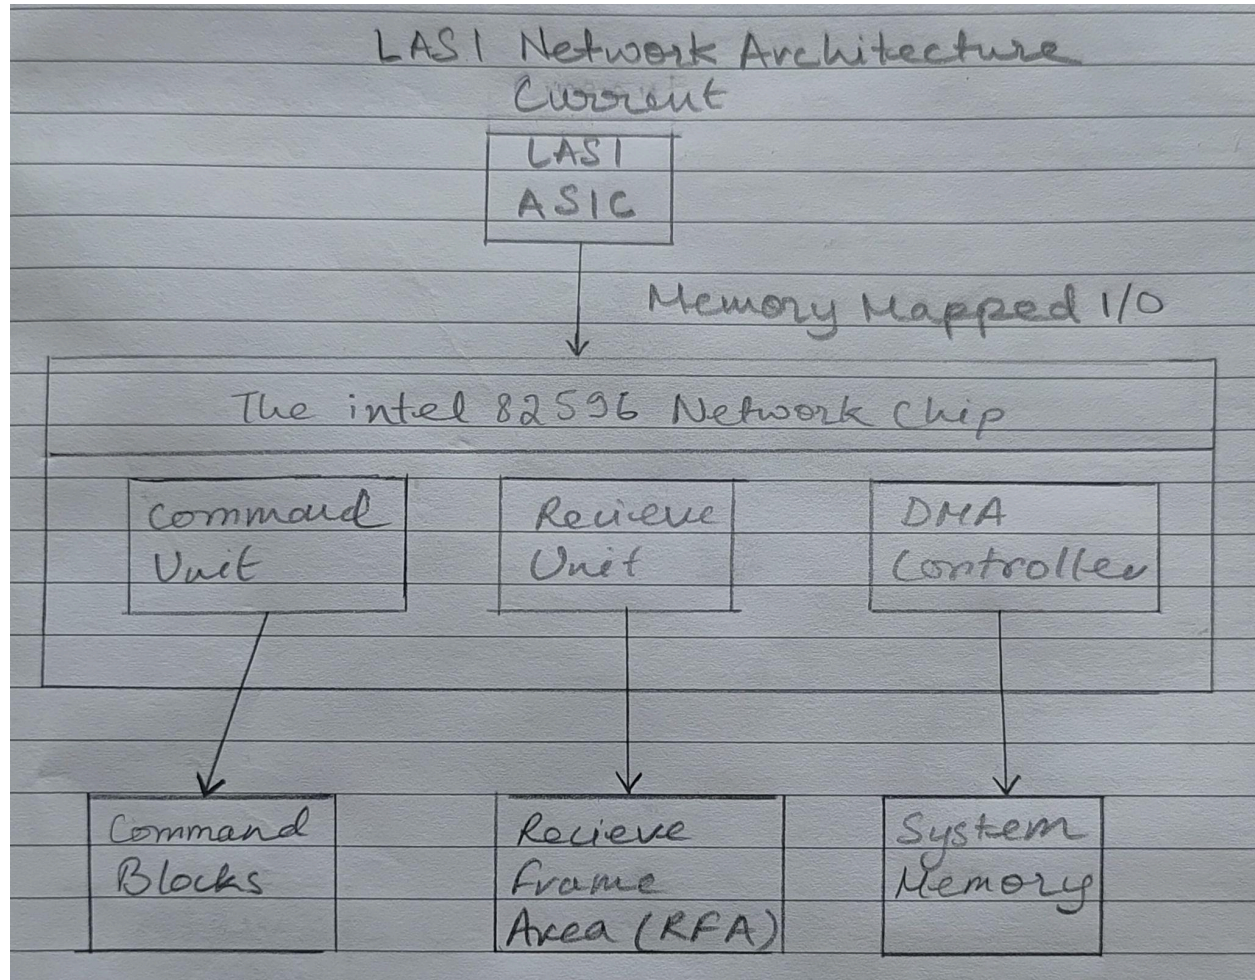 LASI Network Architecture
Current
LASI
ASIC
Memory Mapped I/O
The intel 82596 Network Chip
Command
Unit
Recieve
Unit
DMA
Controller
Command
Blocks
Recieve
Frame
Area (RFA)
System
Memory